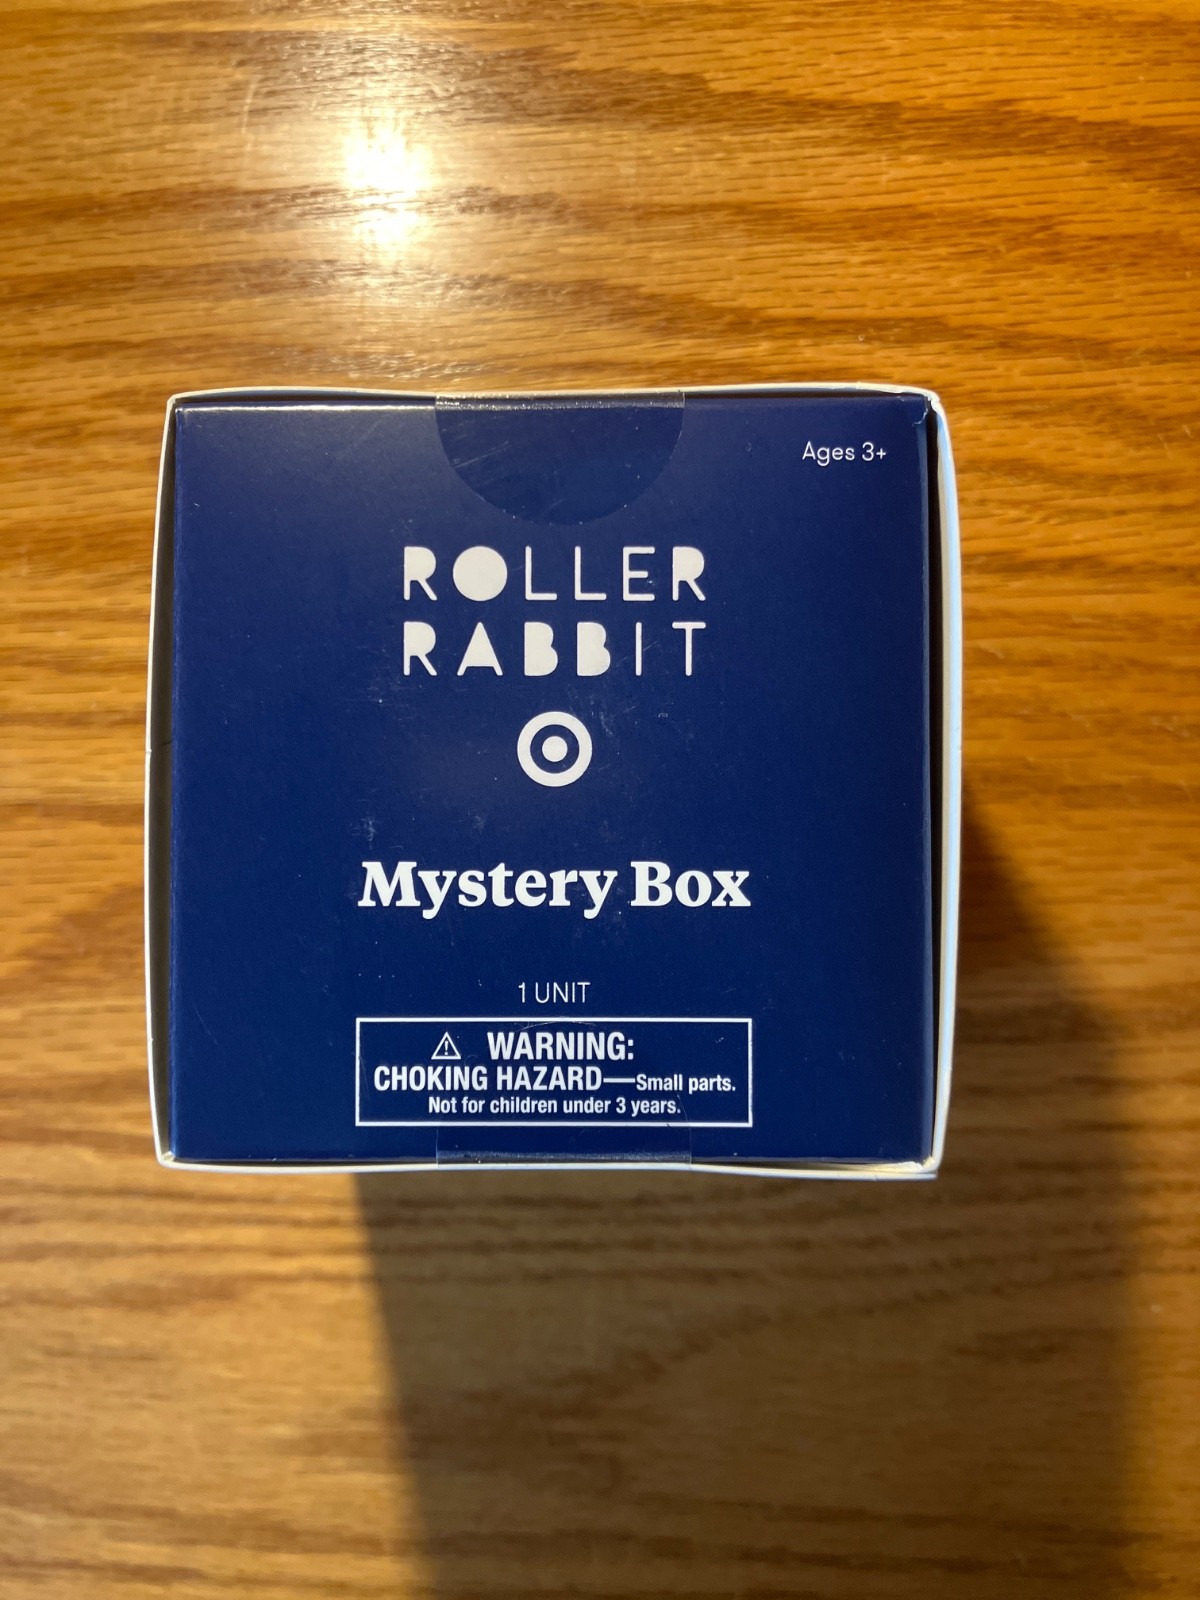 Ages 3+
ROLLER
RABBIT
Mystery Box
1 UNIT
⚠ WARNING:
CHOKING HAZARD—Small parts.
Not for children under 3 years.